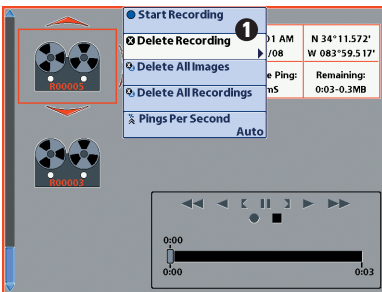 Start Recording
Delete Recording
1
Delete All Images
Delete All Recordings
Pings Per Second
Auto
01 AM
/08
N 34°11.572'
W 083°59.517'
e Ping:
mS
Remaining:
0:03-0.3MB
R00005
R00003
0:00
0:00
0:03